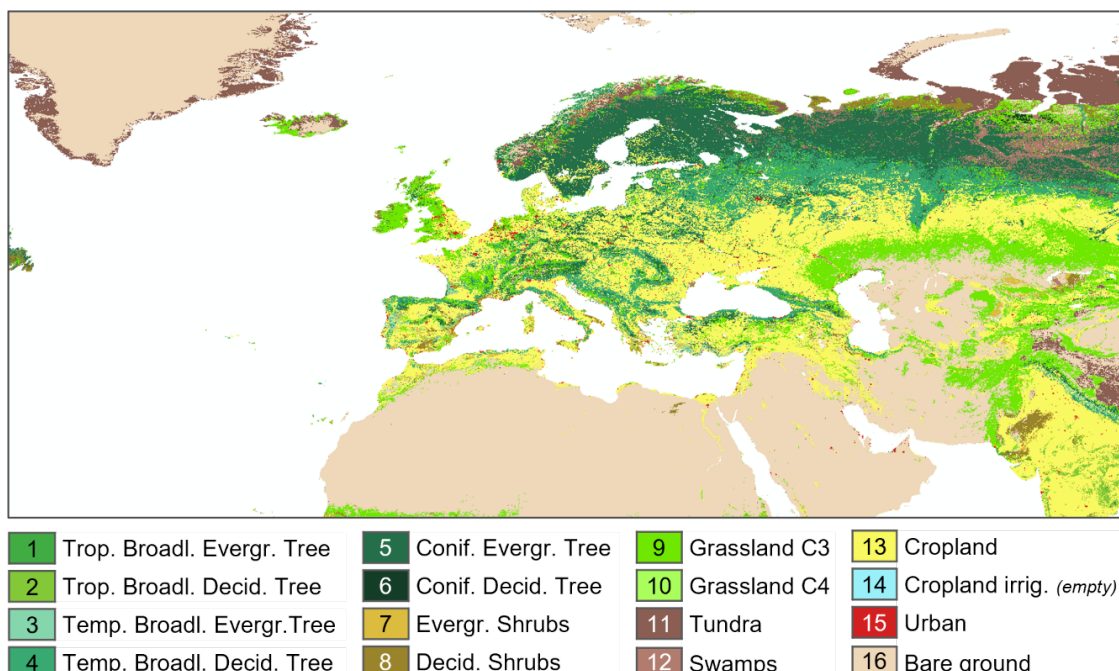 1 Trop. Broadl. Evergr. Tree
2 Trop. Broadl. Decid. Tree
3 Temp. Broadl. Evergr.Tree
4 Temp. Broadl. Decid. Tree
5 Conif. Evergr. Tree
6 Conif. Decid. Tree
7 Evergr. Shrubs
8 Decid. Shrubs
9 Grassland C3
10 Grassland C4
11 Tundra
12 Swamps
13 Cropland
14 Cropland irrig. (empty)
15 Urban
16 Bare ground